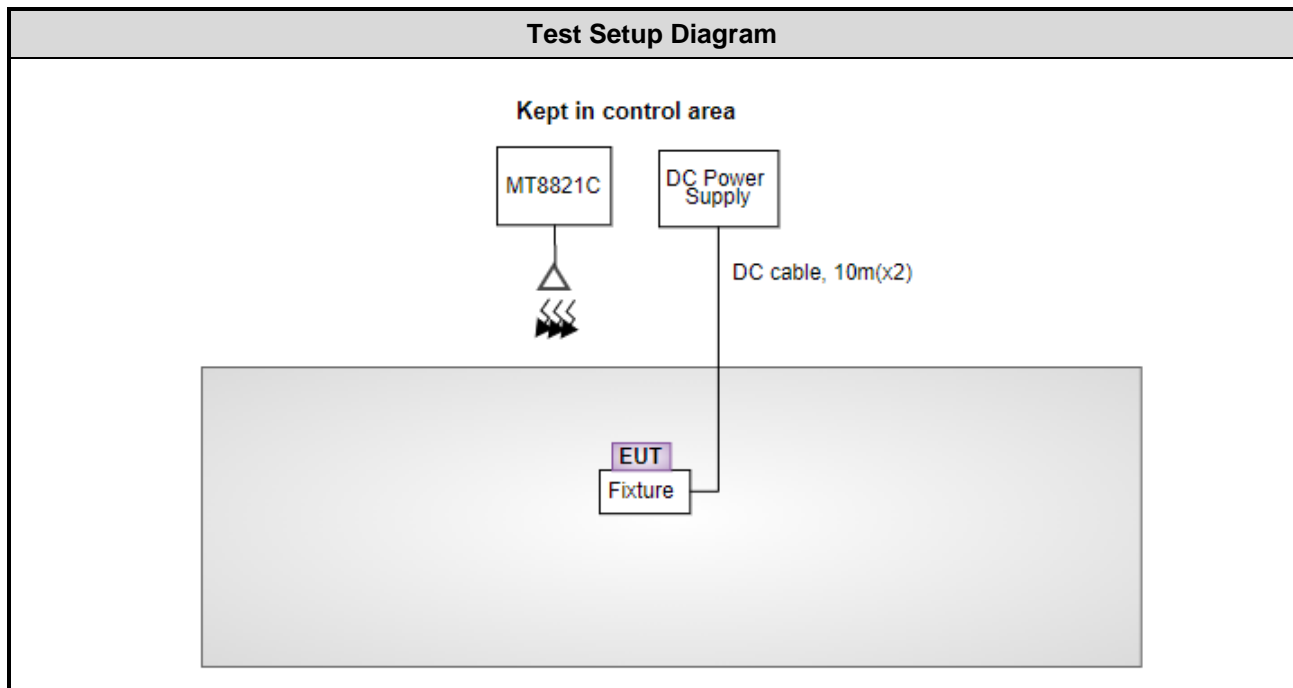 Test Setup Diagram
Kept in control area
MT8821C
DC Power
Supply
DC cable, 10m(x2)
EUT
Fixture